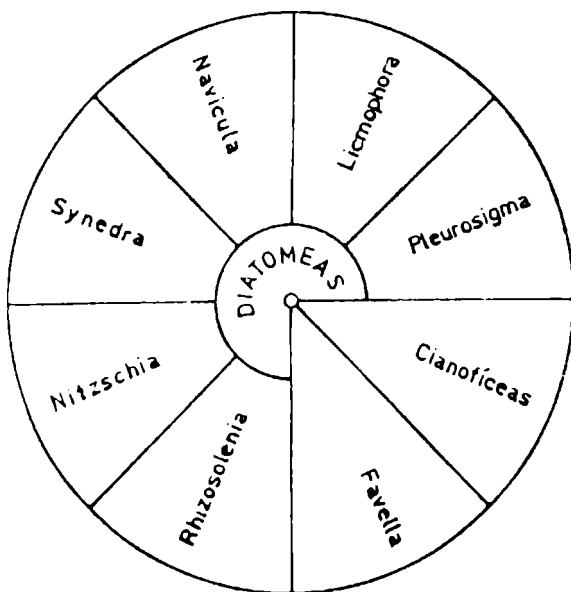 Navicula
Licmophora
Synedra
Pleurosigma
DIATOMEAS
Nitzschia
Cianofíceas
Rhizosolenia
Favella